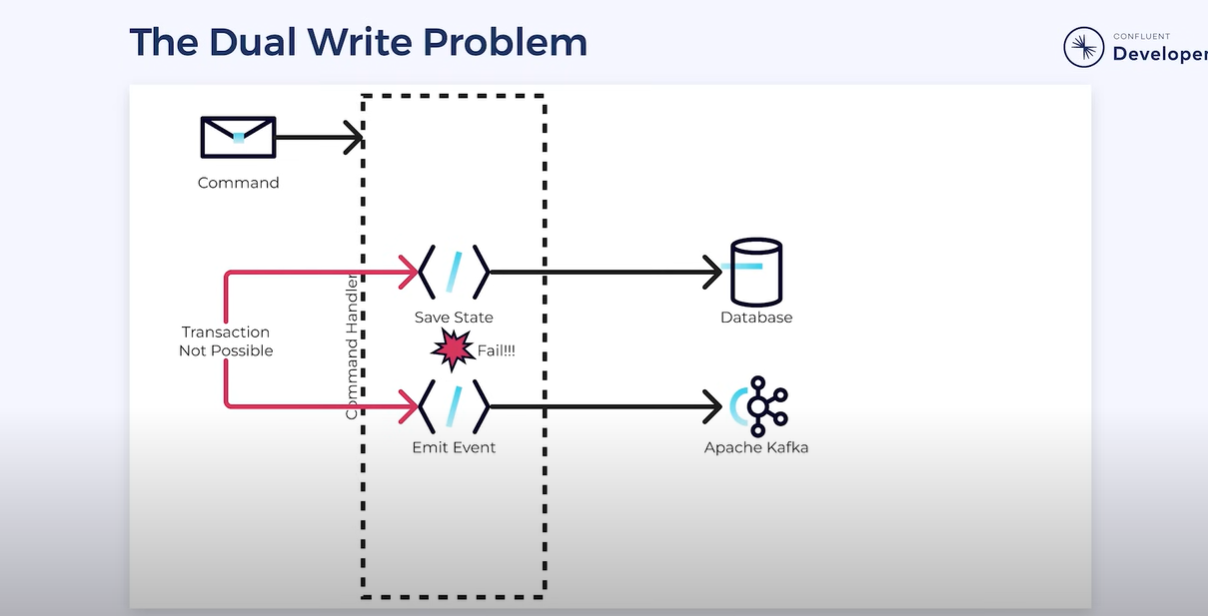 The Dual Write Problem
CONFLUENT
Developer
Command
Transaction
Not Possible
Command Handler
Save State
Fail!!!
Emit Event
Database
Apache Kafka